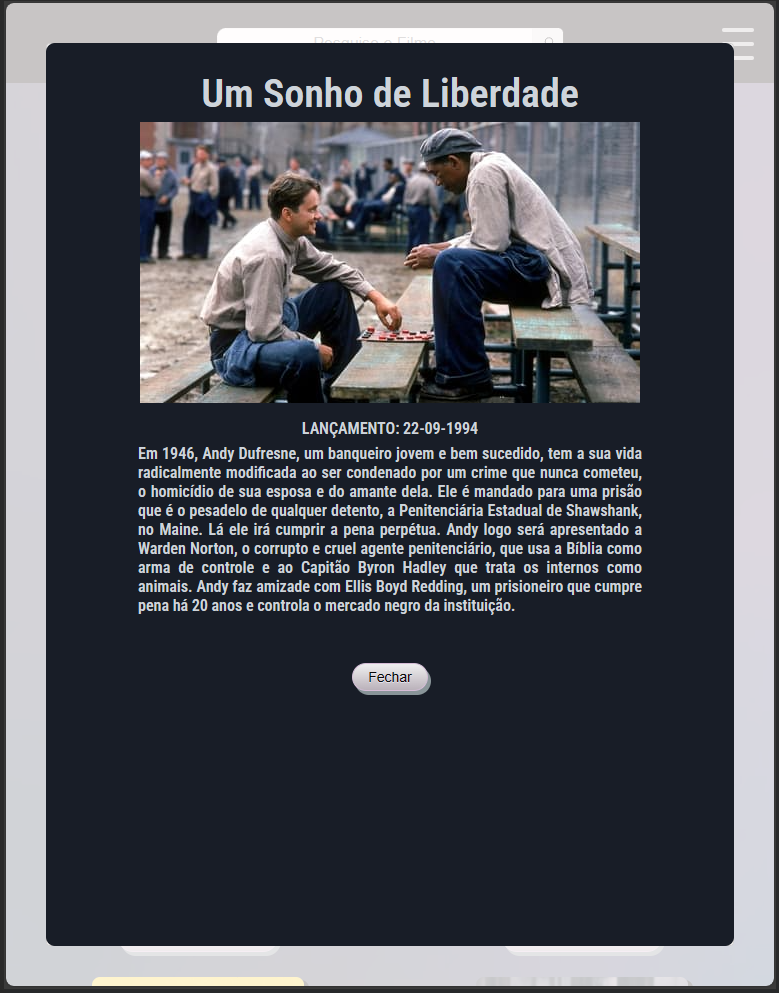 Pesquise o Filme
Um Sonho de Liberdade
LANÇAMENTO: 22-09-1994
Em 1946, Andy Dufresne, um banqueiro jovem e bem sucedido, tem a sua vida
radicalmente modificada ao ser condenado por um crime que nunca cometeu,
o homicídio de sua esposa e do amante dela. Ele é mandado para uma prisão
que é o pesadelo de qualquer detento, a Penitenciária Estadual de Shawshank,
no Maine. Lá ele irá cumprir a pena perpétua. Andy logo será apresentado a
Warden Norton, o corrupto e cruel agente penitenciário, que usa a Bíblia como
arma de controle e ao Capitão Byron Hadley que trata os internos como
animais. Andy faz amizade com Ellis Boyd Redding, um prisioneiro que cumpre
pena há 20 anos e controla o mercado negro da instituição.
Fechar